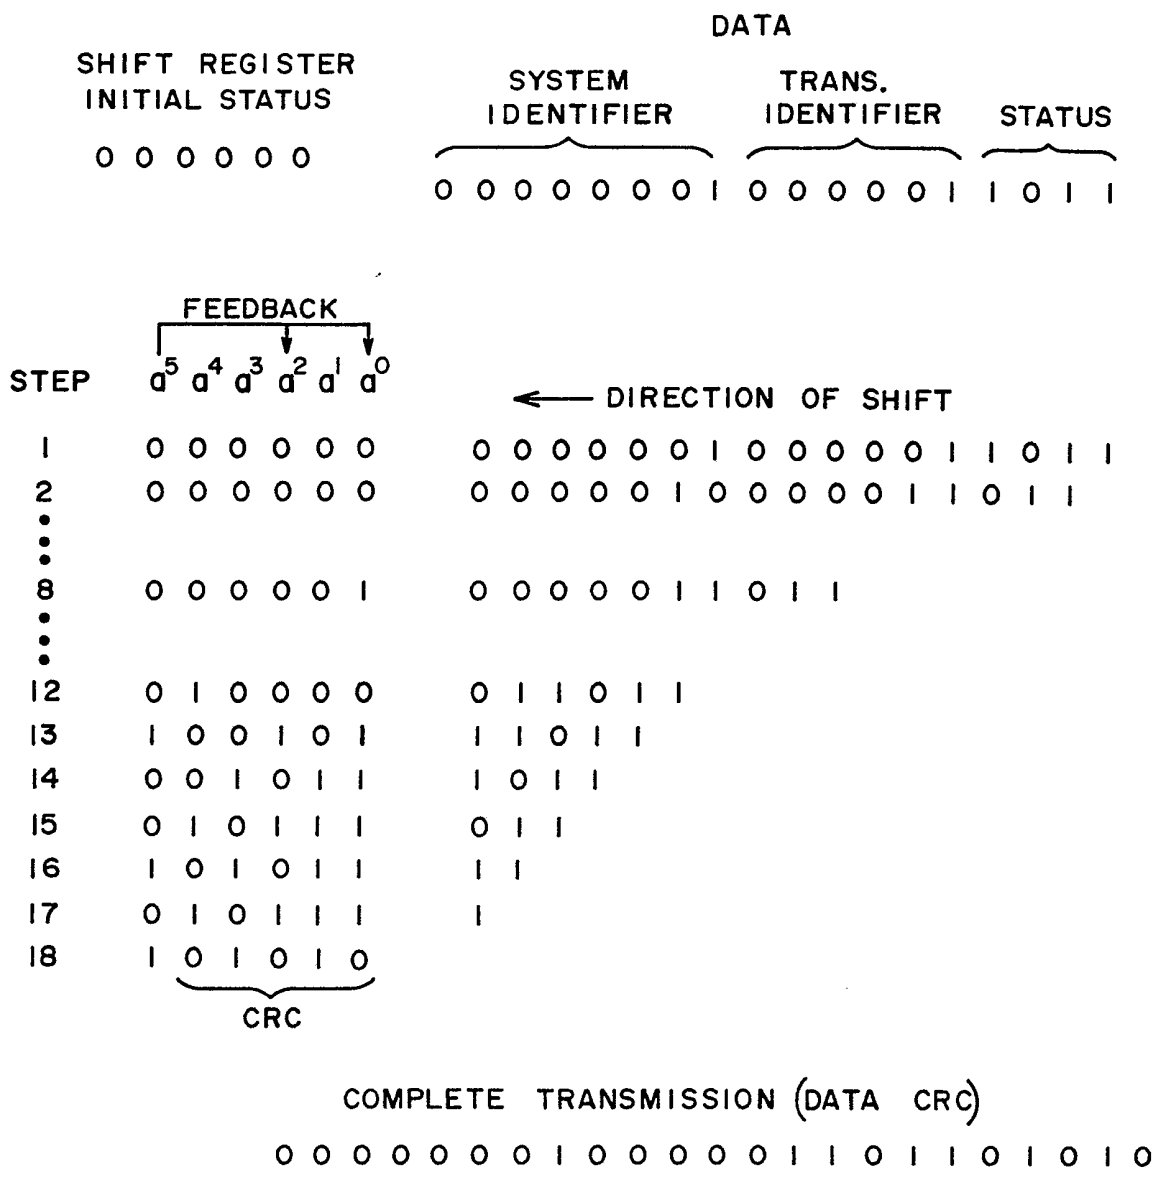 DATA
SHIFT REGISTER
INITIAL STATUS
SYSTEM
IDENTIFIER
TRANS.
IDENTIFIER
STATUS
0 0 0 0 0 0
0 0 0 0 0 0 0 1 0 0 0 0 0 1 1 0 1 1
FEEDBACK
STEP a⁵ a⁴ a³ a² a¹ a⁰ DIRECTION OF SHIFT
1 0 0 0 0 0 0 0 0 0 0 0 0 1 0 0 0 0 0 1 1 0 1 1
2 0 0 0 0 0 0 0 0 0 0 0 1 0 0 0 0 0 1 1 0 1 1
8 0 0 0 0 0 1 0 0 0 0 0 1 1 0 1 1
12 0 1 0 0 0 0 0 1 1 0 1 1
13 1 0 0 1 0 1 1 1 0 1 1
14 0 0 1 0 1 1 1 0 1 1
15 0 1 0 1 1 1 0 1 1
16 1 0 1 0 1 1 1 1
17 0 1 0 1 1 1 1
18 1 0 1 0 1 0
CRC
COMPLETE TRANSMISSION (DATA CRC)
0 0 0 0 0 0 0 1 0 0 0 0 0 1 1 0 1 1 0 1 0 1 0